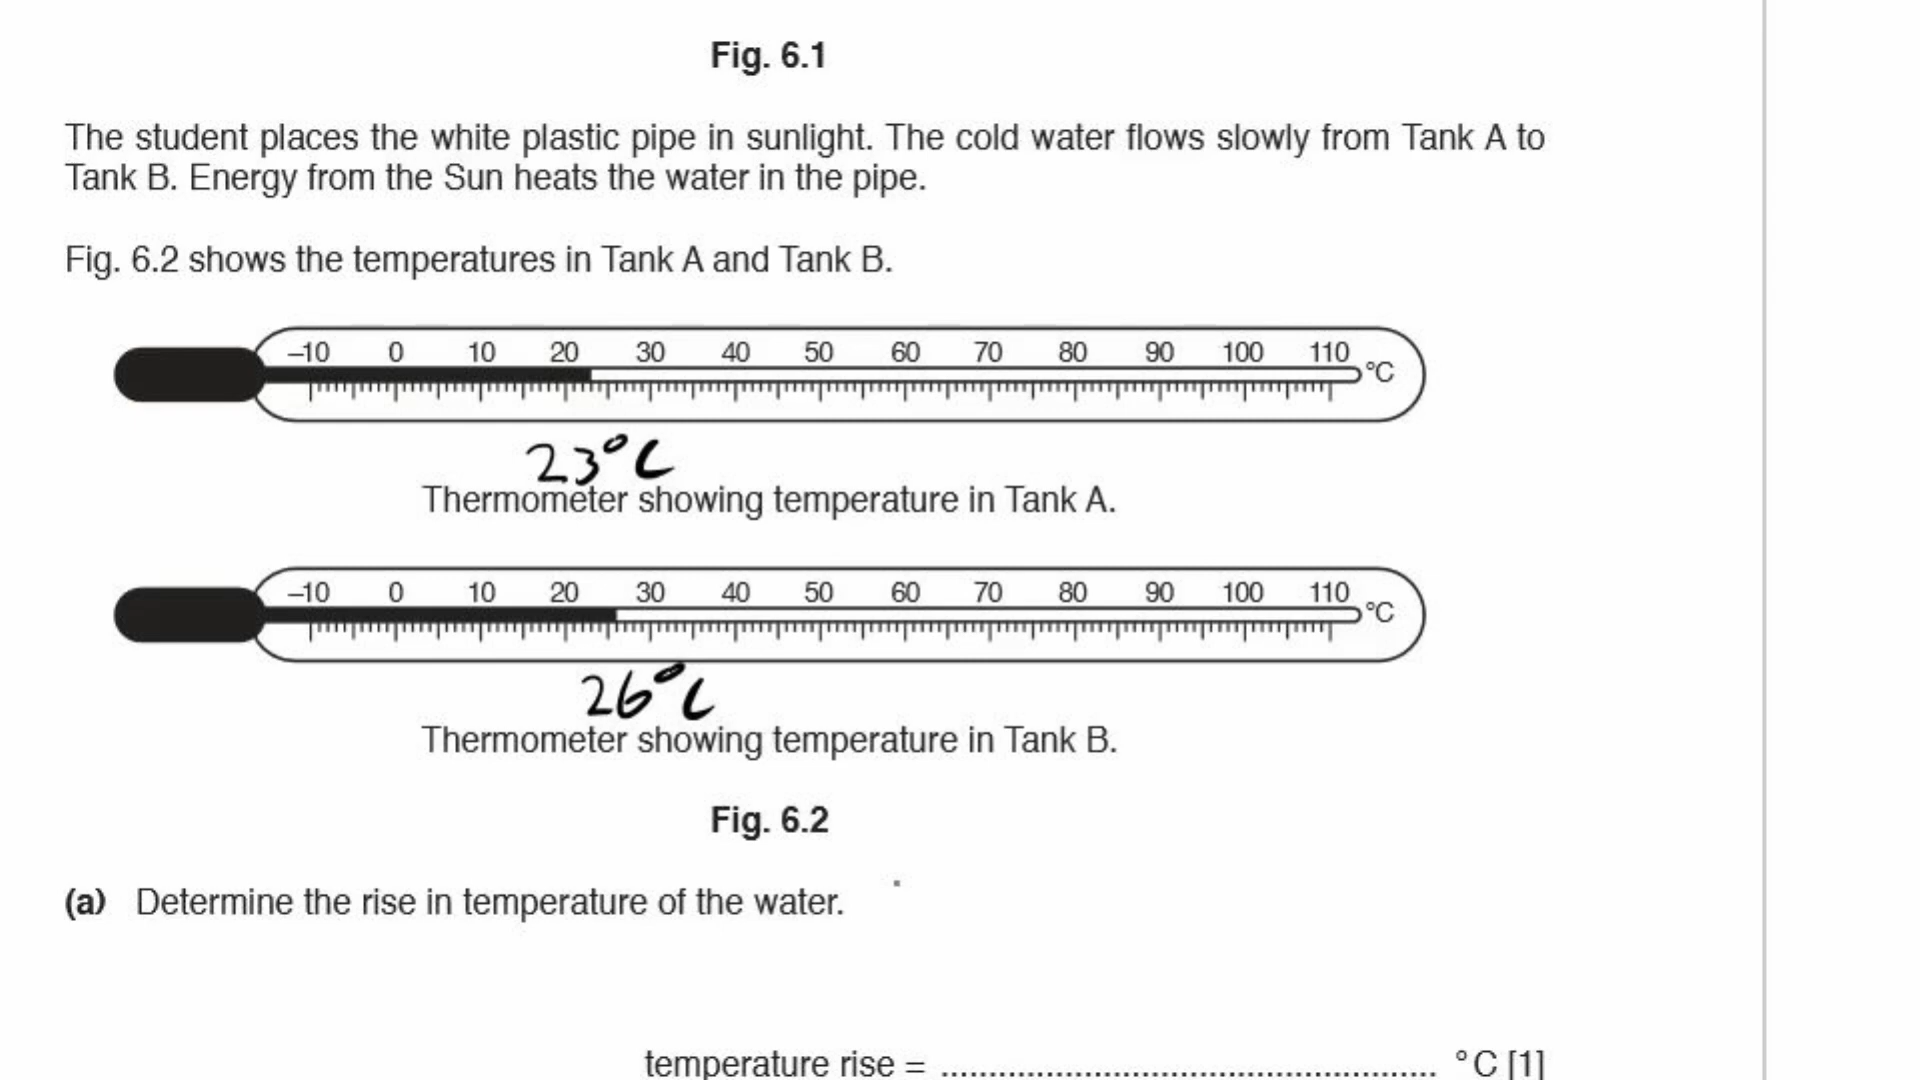 Fig. 6.1
The student places the white plastic pipe in sunlight. The cold water flows slowly from Tank A to
Tank B. Energy from the Sun heats the water in the pipe.
Fig. 6.2 shows the temperatures in Tank A and Tank B.
–10 0 10 20 30 40 50 60 70 80 90 100 110 °C
23°C
Thermometer showing temperature in Tank A.
–10 0 10 20 30 40 50 60 70 80 90 100 110 °C
26°C
Thermometer showing temperature in Tank B.
Fig. 6.2
(a) Determine the rise in temperature of the water.
temperature rise = .................................................... °C [1]